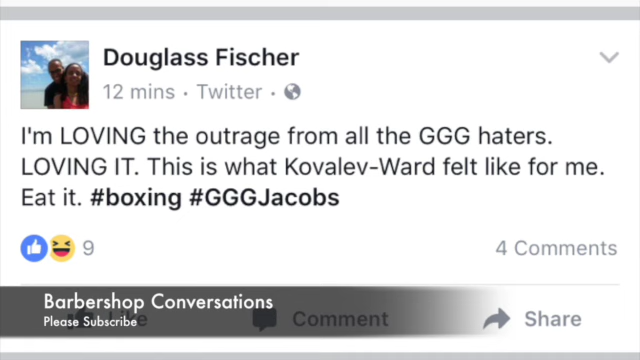 Douglass Fischer
12 mins · Twitter ·
I'm LOVING the outrage from all the GGG haters.
LOVING IT. This is what Kovalev-Ward felt like for me.
Eat it. #boxing #GGGJacobs
9
4 Comments
Barbershop Conversations
Please Subscribe
Like
Comment
Share